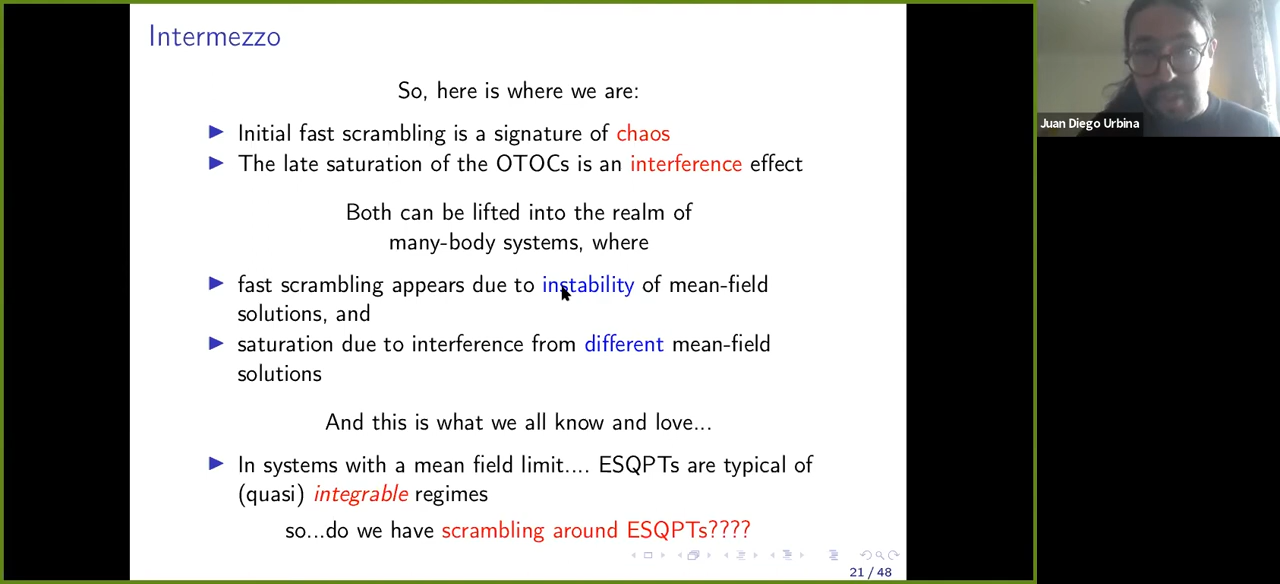 Intermezzo
So, here is where we are:
Initial fast scrambling is a signature of chaos
The late saturation of the OTOCs is an interference effect
Both can be lifted into the realm of
many-body systems, where
fast scrambling appears due to instability of mean-field
solutions, and
saturation due to interference from different mean-field
solutions
And this is what we all know and love...
In systems with a mean field limit.... ESQPTs are typical of
(quasi) integrable regimes
so...do we have scrambling around ESQPTs????
21 / 48
Juan Diego Urbina